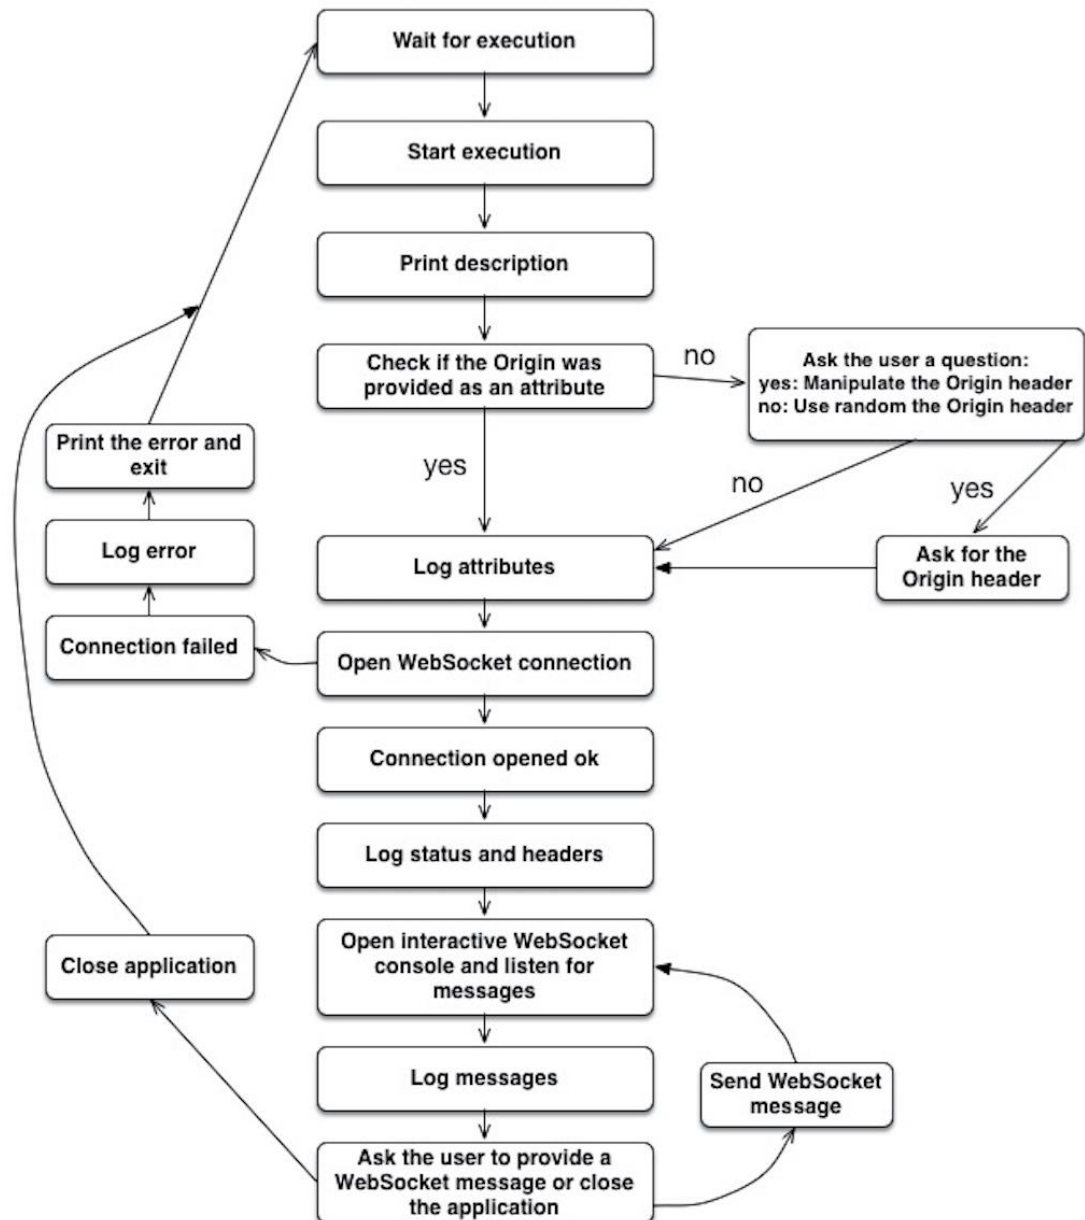 Wait for execution
Start execution
Print description
Check if the Origin was
provided as an attribute
no
Ask the user a question:
yes: Manipulate the Origin header
no: Use random the Origin header
Print the error and
exit
yes
no
yes
Log error
Log attributes
Ask for the
Origin header
Connection failed
Open WebSocket connection
Connection opened ok
Log status and headers
Open interactive WebSocket
console and listen for
messages
Close application
Log messages
Send WebSocket
message
Ask the user to provide a
WebSocket message or close
the application